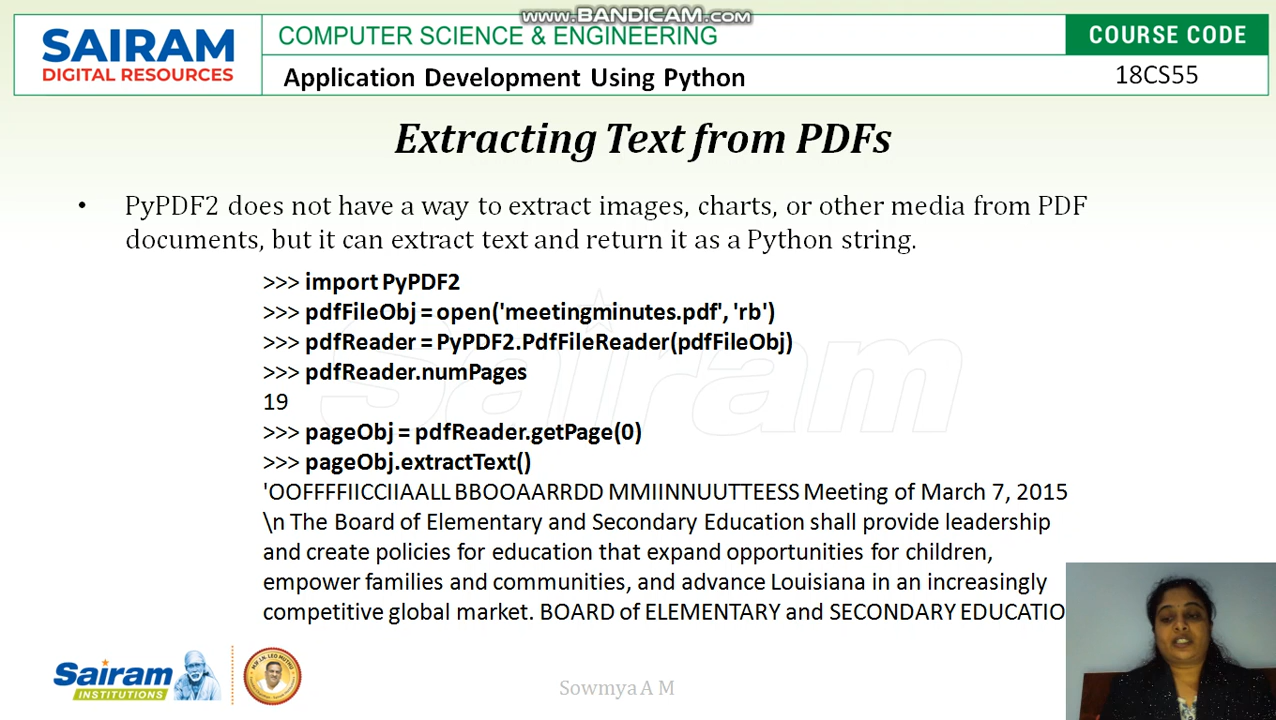 www.BANDICAM.com
SAIRAM
DIGITAL RESOURCES
COMPUTER SCIENCE & ENGINEERING
COURSE CODE
Application Development Using Python
18CS55
Extracting Text from PDFs
• PyPDF2 does not have a way to extract images, charts, or other media from PDF
documents, but it can extract text and return it as a Python string.
>>> import PyPDF2
>>> pdfFileObj = open('meetingminutes.pdf', 'rb')
>>> pdfReader = PyPDF2.PdfFileReader(pdfFileObj)
>>> pdfReader.numPages
19
>>> pageObj = pdfReader.getPage(0)
>>> pageObj.extractText()
'OOFFFFIICCIIAALL BBOOAARRDD MMIINNUUTTEESS Meeting of March 7, 2015
\n The Board of Elementary and Secondary Education shall provide leadership
and create policies for education that expand opportunities for children,
empower families and communities, and advance Louisiana in an increasingly
competitive global market. BOARD of ELEMENTARY and SECONDARY EDUCATIO
Sairam
Sairam
INSTITUTIONS
Sowmya A M